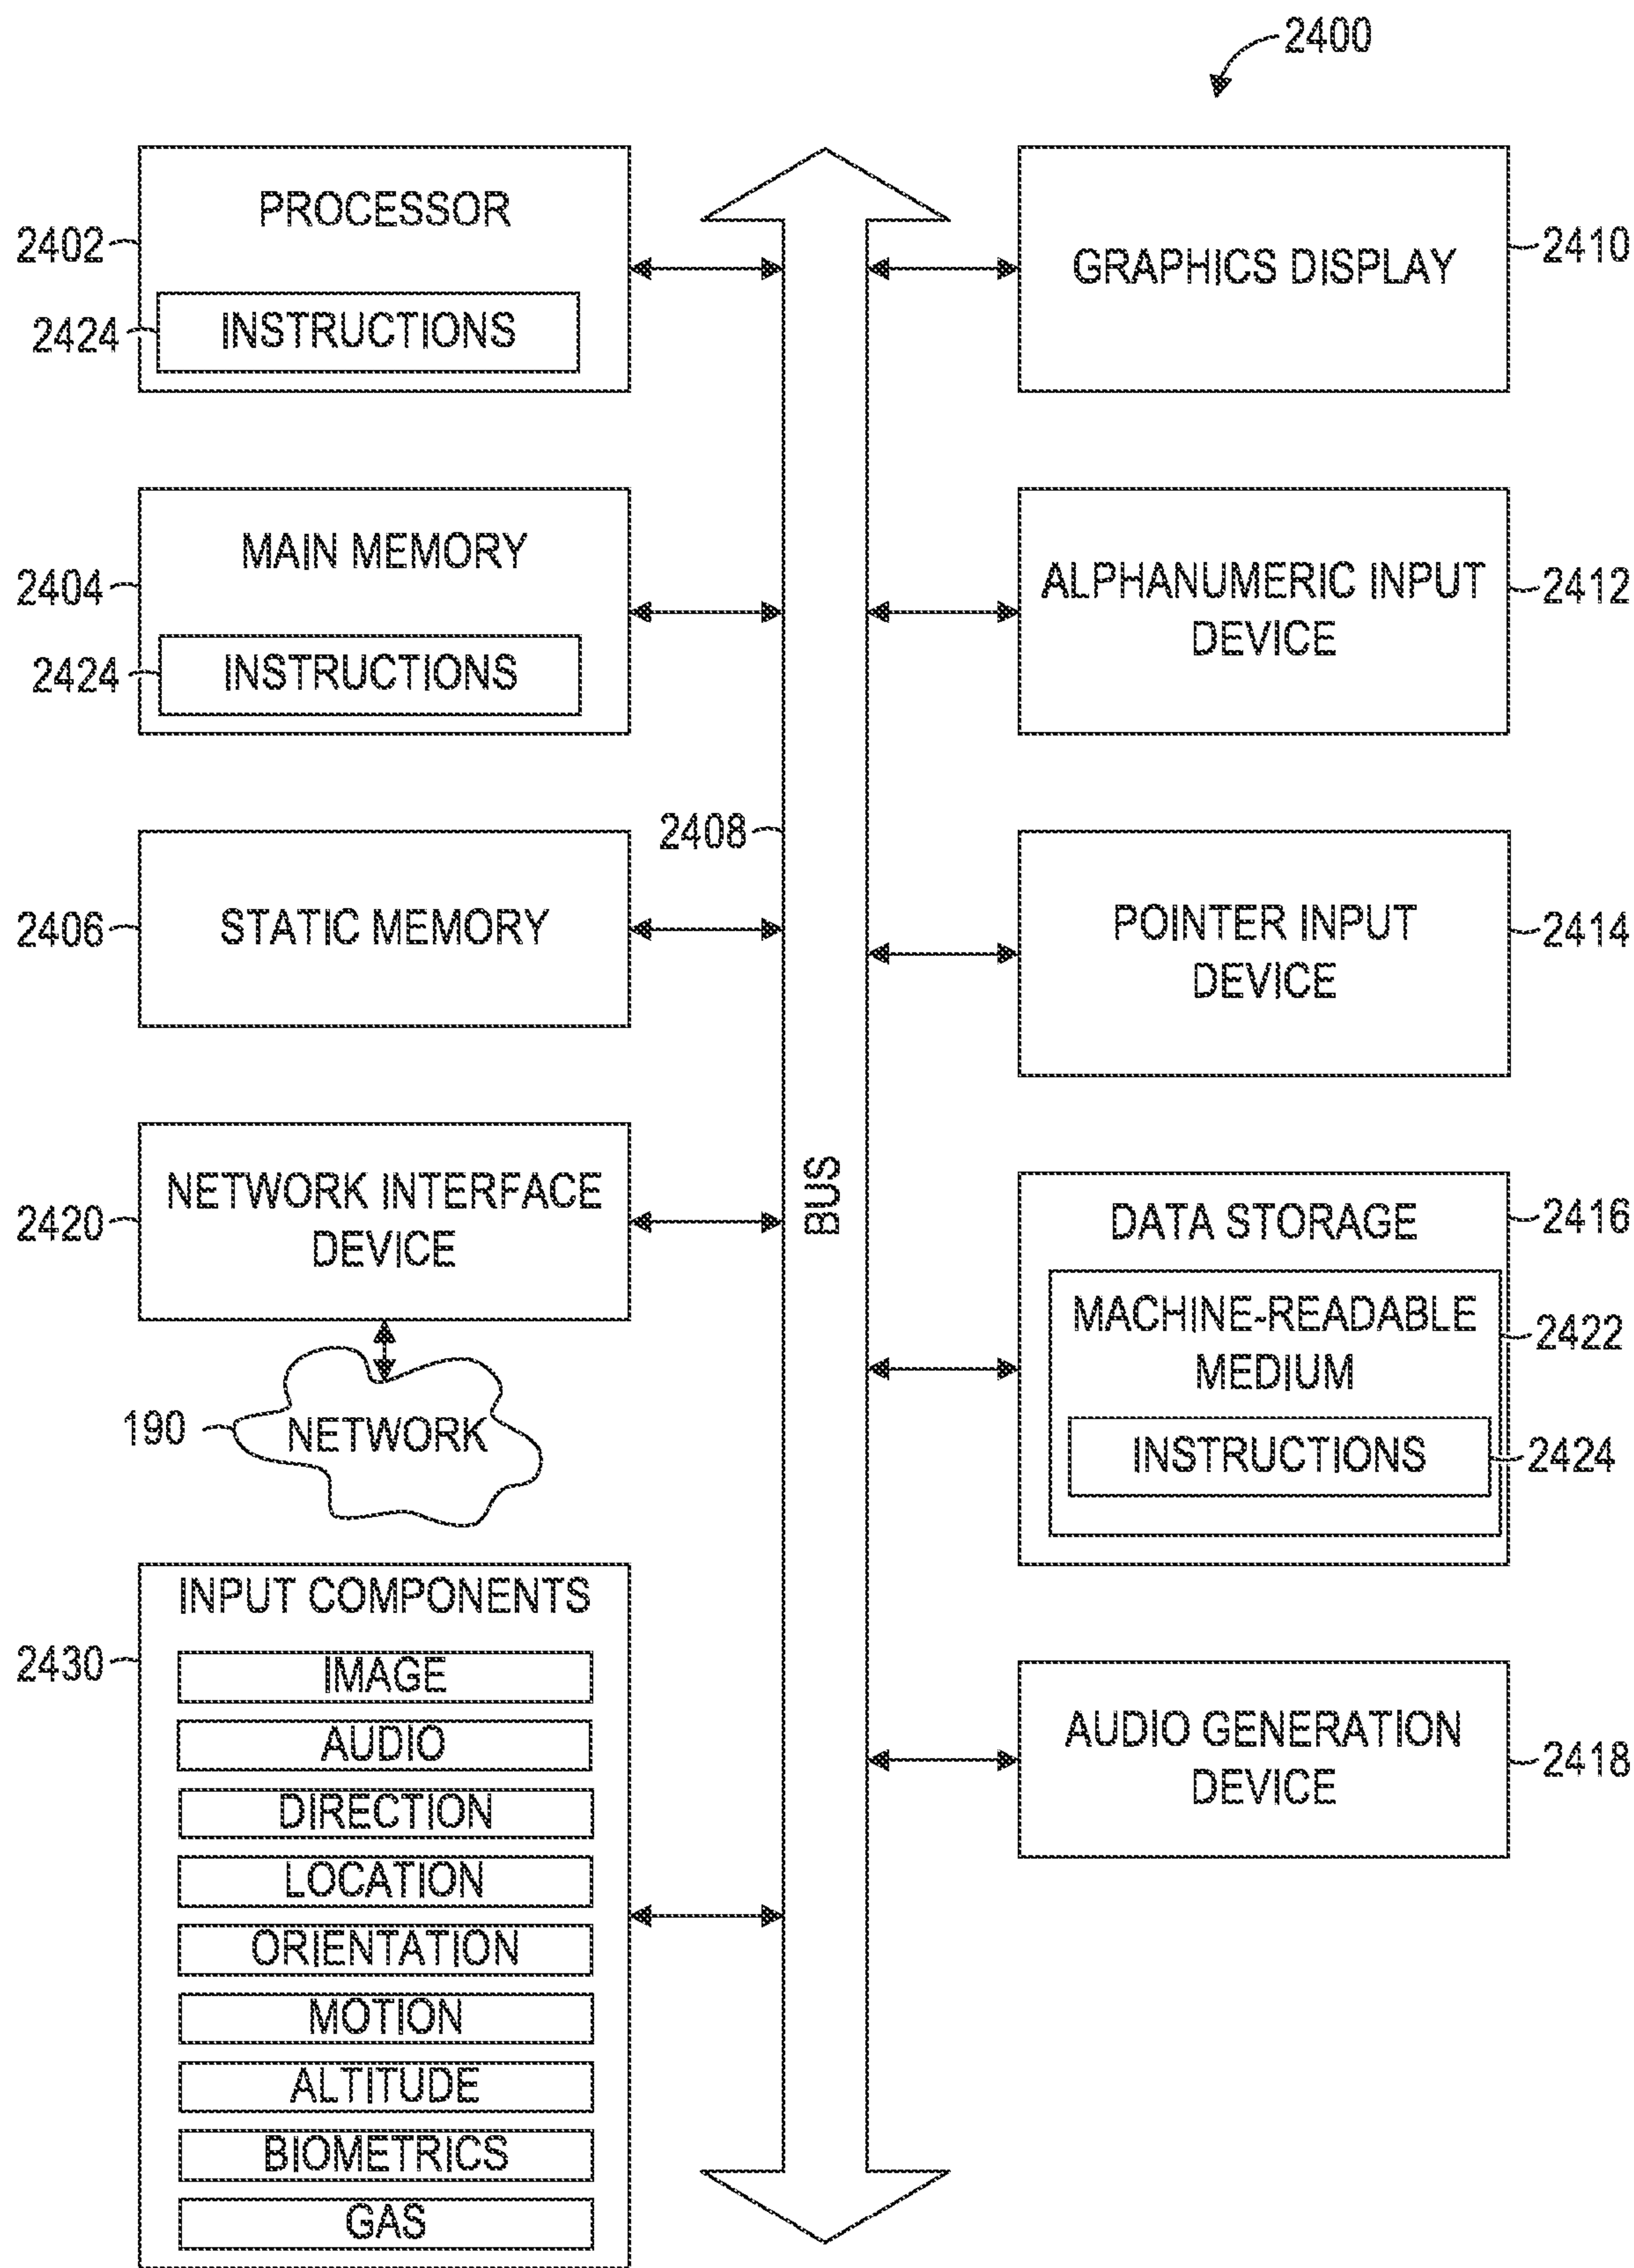 2400
PROCESSOR
2402
2424
INSTRUCTIONS
MAIN MEMORY
2404
2424
INSTRUCTIONS
2408
STATIC MEMORY
2406
NETWORK INTERFACE
DEVICE
2420
190
NETWORK
INPUT COMPONENTS
2430
IMAGE
AUDIO
DIRECTION
LOCATION
ORIENTATION
MOTION
ALTITUDE
BIOMETRICS
GAS
BUS
GRAPHICS DISPLAY
2410
ALPHANUMERIC INPUT
DEVICE
2412
POINTER INPUT
DEVICE
2414
DATA STORAGE
2416
MACHINE-READABLE
MEDIUM
2422
INSTRUCTIONS
2424
AUDIO GENERATION
DEVICE
2418